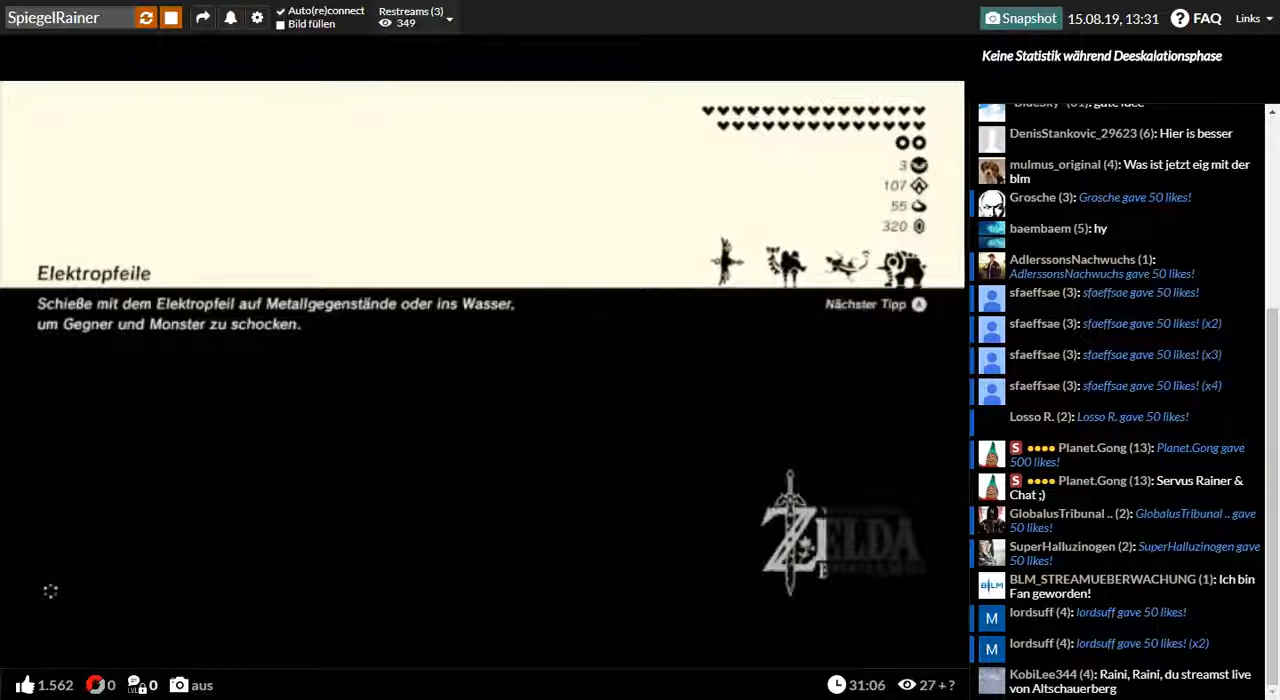 SpiegelRainer
Auto(re)connect
Bild füllen
Restreams (3)
349
Snapshot
15.08.19, 13:31
FAQ
Links
Keine Statistik während Deeskalationsphase
3
107
55
320
Elektropfeile
Schieße mit dem Elektropfeil auf Metallgegenstände oder ins Wasser,
um Gegner und Monster zu schocken.
Nächster Tipp A
ZELDA
DenisStankovic_29623 (6): Hier is besser
mulmus_original (4): Was ist jetzt eig mit der
blm
Grosche (3): Grosche gave 50 likes!
baembaem (5): hy
AdlerssonsNachwuchs (1):
AdlerssonsNachwuchs gave 50 likes!
sfaeffsae (3): sfaeffsae gave 50 likes!
sfaeffsae (3): sfaeffsae gave 50 likes! (x2)
sfaeffsae (3): sfaeffsae gave 50 likes! (x3)
sfaeffsae (3): sfaeffsae gave 50 likes! (x4)
Losso R. (2): Losso R. gave 50 likes!
S Planet.Gong (13): Planet.Gong gave
500 likes!
S Planet.Gong (13): Servus Rainer &
Chat ;)
GlobalusTribunal .. (2): GlobalusTribunal .. gave
50 likes!
SuperHalluzinogen (2): SuperHalluzinogen gave
50 likes!
BLM_STREAMUEBERWACHUNG (1): Ich bin
Fan geworden!
M lordsuff (4): lordsuff gave 50 likes!
M lordsuff (4): lordsuff gave 50 likes! (x2)
KobiLee344 (4): Raini, Raini, du streamst live
von Altschauerberg
1.562
0
LVL
0
aus
31:06
27 + ?